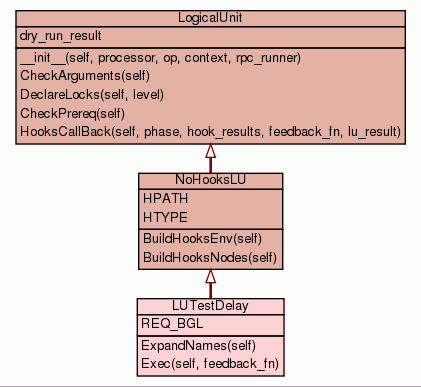 LogicalUnit
dry_run_result
__init__(self, processor, op, context, rpc_runner)
CheckArguments(self)
DeclareLocks(self, level)
CheckPrereq(self)
HooksCallBack(self, phase, hook_results, feedback_fn, lu_result)
NoHooksLU
HPATH
HTYPE
BuildHooksEnv(self)
BuildHooksNodes(self)
LUTestDelay
REQ_BGL
ExpandNames(self)
Exec(self, feedback_fn)